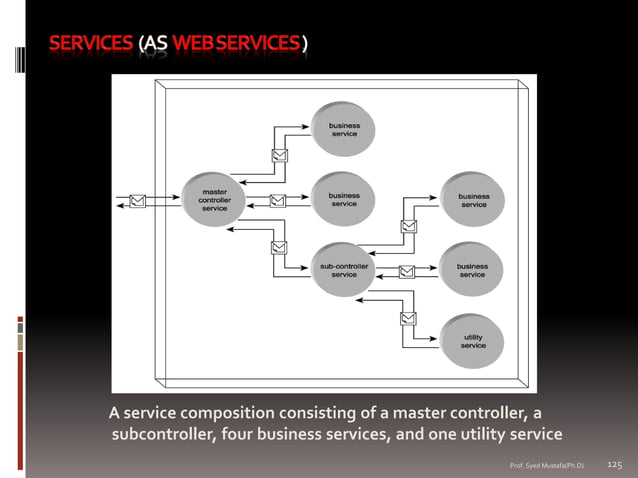 SERVICES (AS WEB SERVICES)
business
service
master
controller
service
business
service
business
service
sub-controller
service
business
service
utility
service
A service composition consisting of a master controller, a
subcontroller, four business services, and one utility service
Prof. Syed Mustafa(Ph.D)
125